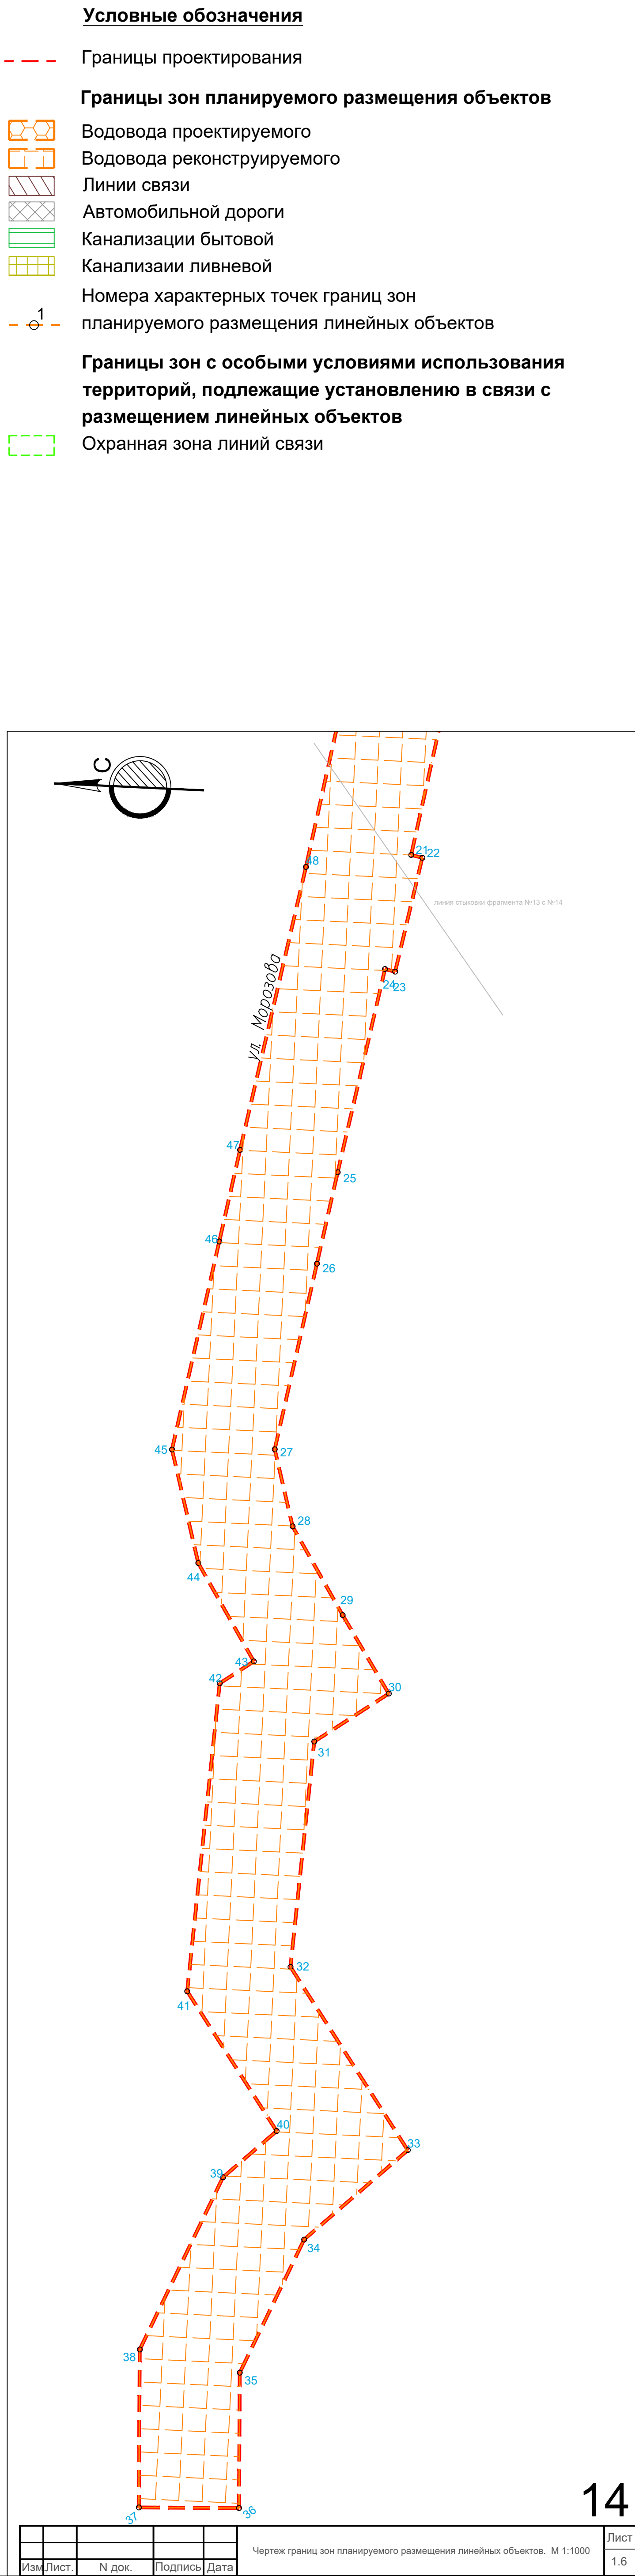 Условные обозначения
Границы проектирования
Границы зон планируемого размещения объектов
Водовода проектируемого
Водовода реконструируемого
Линии связи
Автомобильной дороги
Канализации бытовой
Канализаии ливневой
Номера характерных точек границ зон
1
планируемого размещения линейных объектов
Границы зон с особыми условиями использования
территорий, подлежащие установлению в связи с
размещением линейных объектов
Охранная зона линий связи
С
21
22
48
линия стыковки фрагмента №13 с №14
ул. Морозова
24
23
47
25
46
26
45
27
28
44
29
43
42
30
31
32
41
40
33
39
34
38
35
37
36
14
Чертеж границ зон планируемого размещения линейных объектов. М 1:1000
Лист
1.6
Изм.
Лист.
N док.
Подпись
Дата